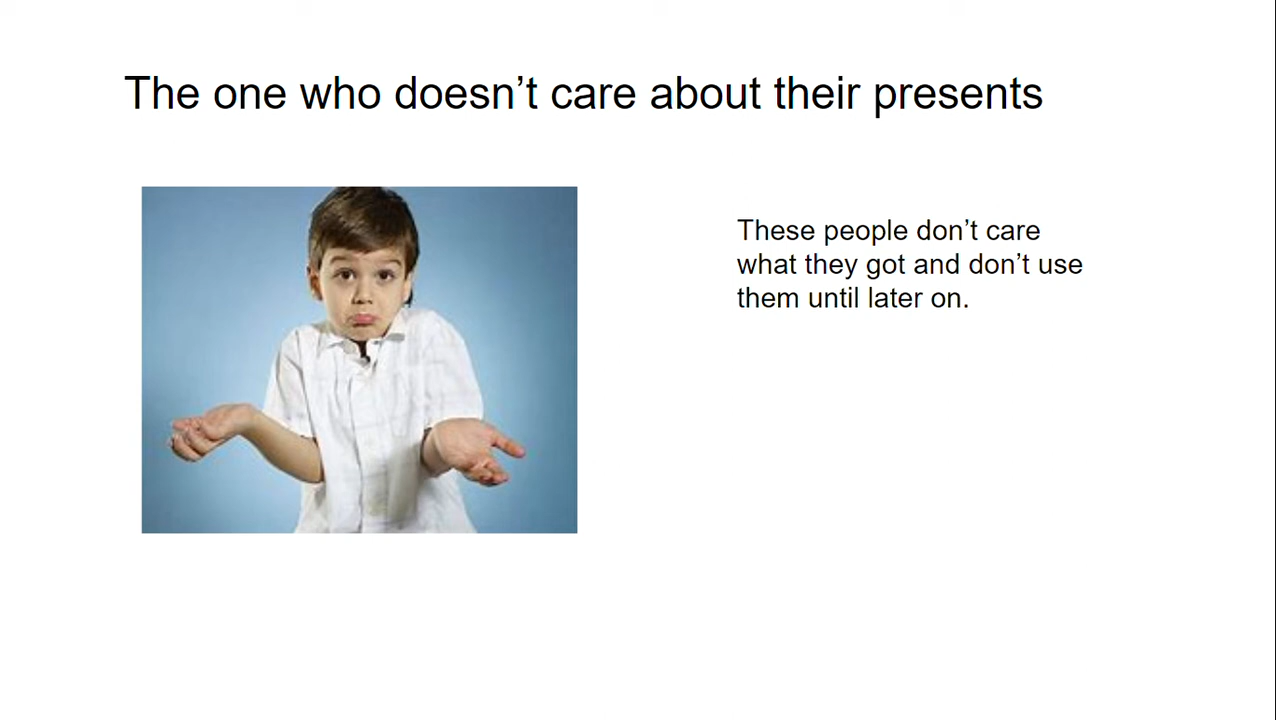 The one who doesn’t care about their presents
These people don’t care
what they got and don’t use
them until later on.